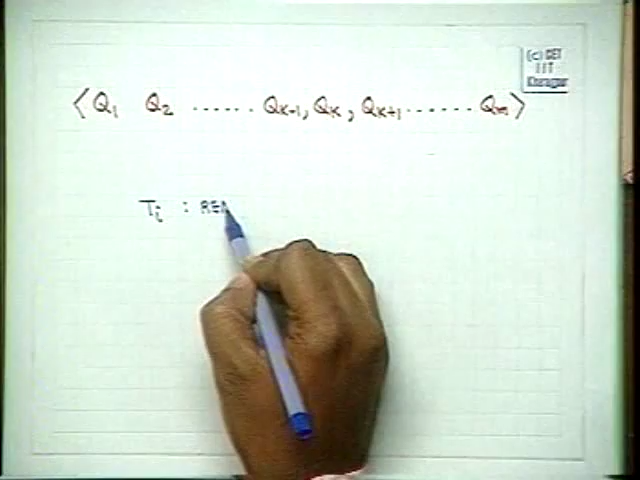 (c) CET
IIT
Kharagpur
⟨Q₁ Q₂ ...... Qₖ₋₁, Qₖ, Qₖ₊₁ ...... Qₘ⟩
Tᵢ : REA